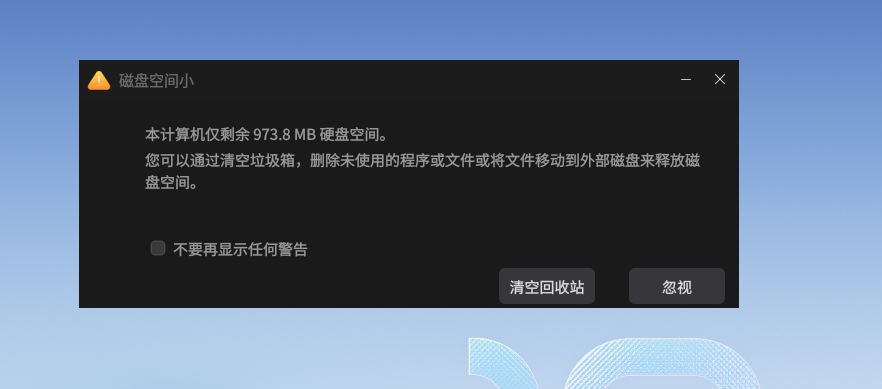 磁盘空间小
本计算机仅剩余 973.8 MB 硬盘空间。
您可以通过清空垃圾箱，删除未使用的程序或文件或将文件移动到外部磁盘来释放磁
盘空间。
不要再显示任何警告
清空回收站 忽视